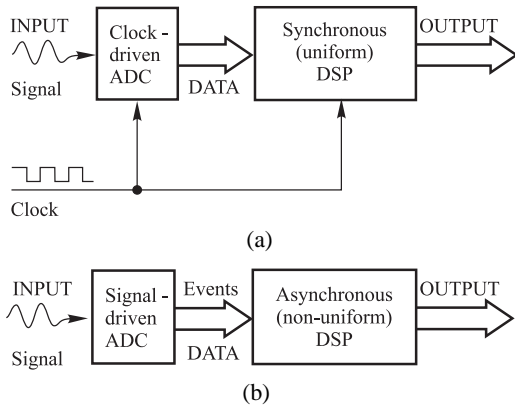 INPUT
Signal
Clock -
driven
ADC
DATA
Synchronous
(uniform)
DSP
OUTPUT
Clock
(a)
INPUT
Signal
Signal -
driven
ADC
Events
DATA
Asynchronous
(non-uniform)
DSP
OUTPUT
(b)